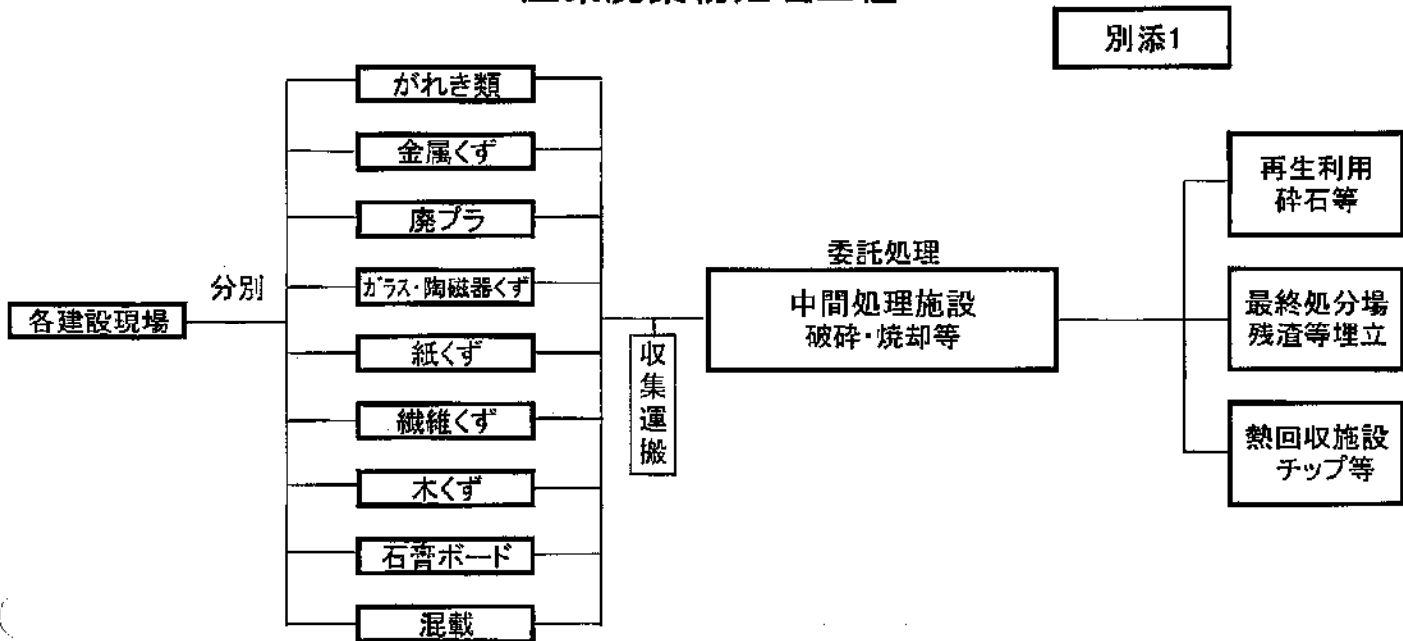 別添1
各建設現場
分別
がれき類
金属くず
廃プラ
ガラス・陶磁器くず
紙くず
繊維くず
木くず
石膏ボード
混載
収集運搬
委託処理
中間処理施設
破砕・焼却等
再生利用
砕石等
最終処分場
残渣等埋立
熱回収施設
チップ等